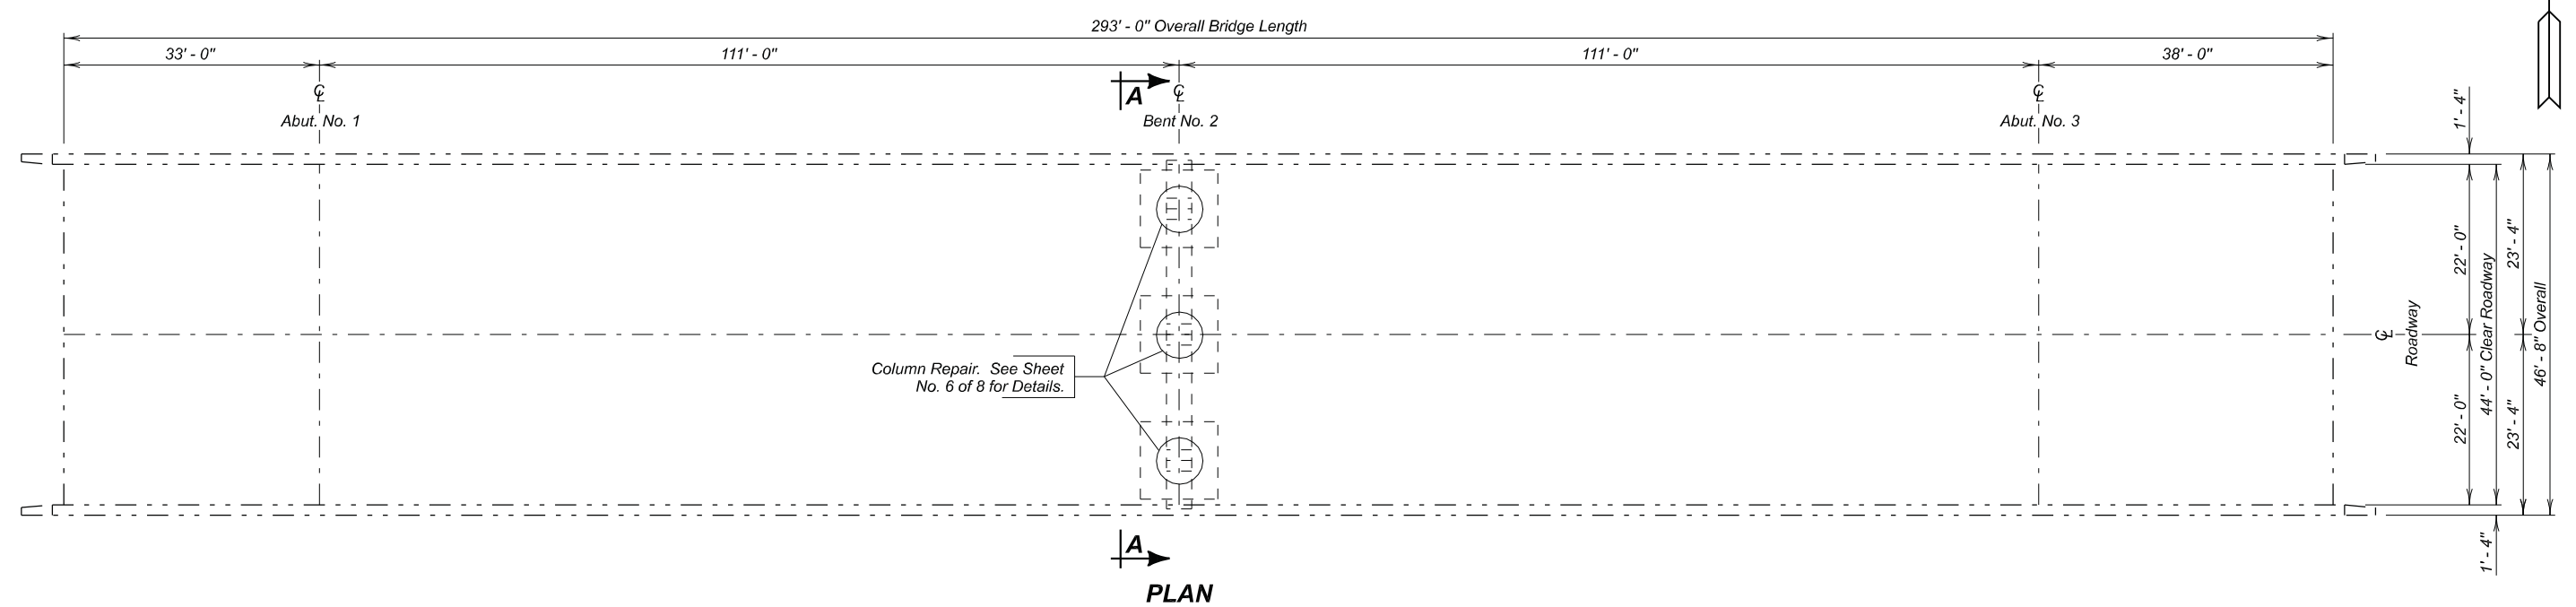 293' - 0" Overall Bridge Length
33' - 0"
111' - 0"
111' - 0"
38' - 0"
A
℄
℄
℄
Abut. No. 1
Bent No. 2
Abut. No. 3
1' - 4"
22' - 0"
23' - 4"
44' - 0" Clear Roadway
46' - 8" Overall
℄
Roadway
Column Repair. See Sheet
No. 6 of 8 for Details.
22' - 0"
23' - 4"
A
1' - 4"
PLAN